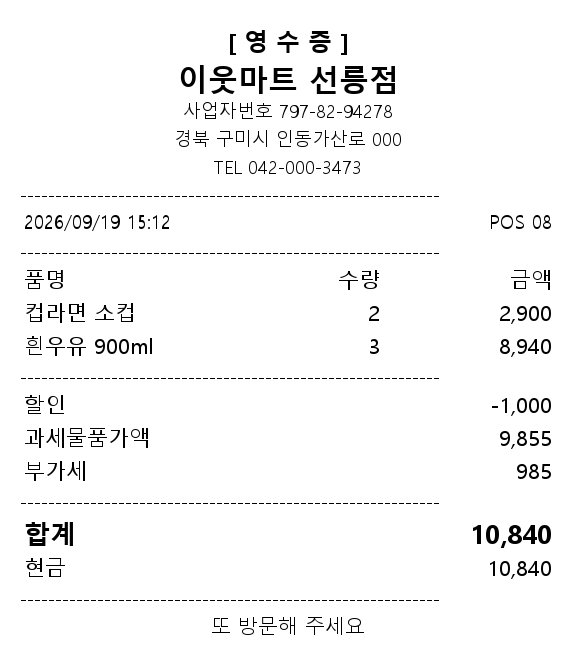 [ 영 수 증 ]
이웃마트 선릉점
사업자번호 797-82-94278
경북 구미시 인동가산로 000
TEL 042-000-3473
2026/09/19 15:12 POS 08
품명 수량 금액
컵라면 소컵 2 2,900
흰우유 900ml 3 8,940
할인 -1,000
과세물품가액 9,855
부가세 985
합계 10,840
현금 10,840
또 방문해 주세요